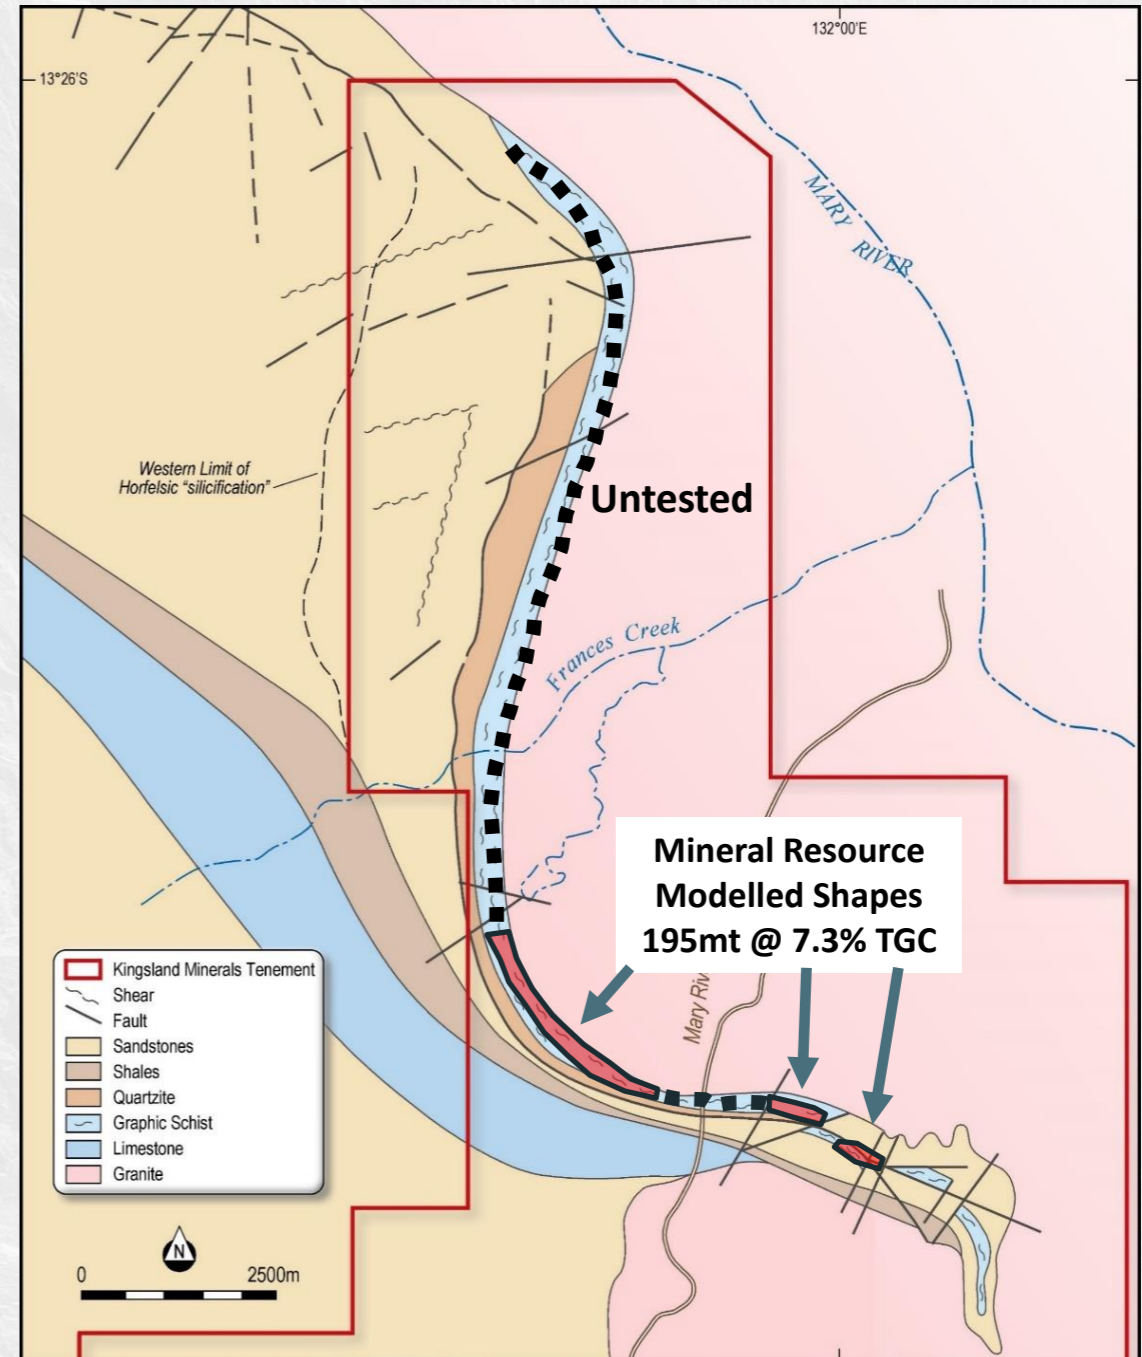 132°00'E
13°26'S
MARY RIVER
Western Limit of
Horfelsic "silicification"
Untested
Frances Creek
Mineral Resource
Modelled Shapes
195mt @ 7.3% TGC
Mary Riv
Kingsland Minerals Tenement
Shear
Fault
Sandstones
Shales
Quartzite
Graphic Schist
Limestone
Granite
N
0 2500m